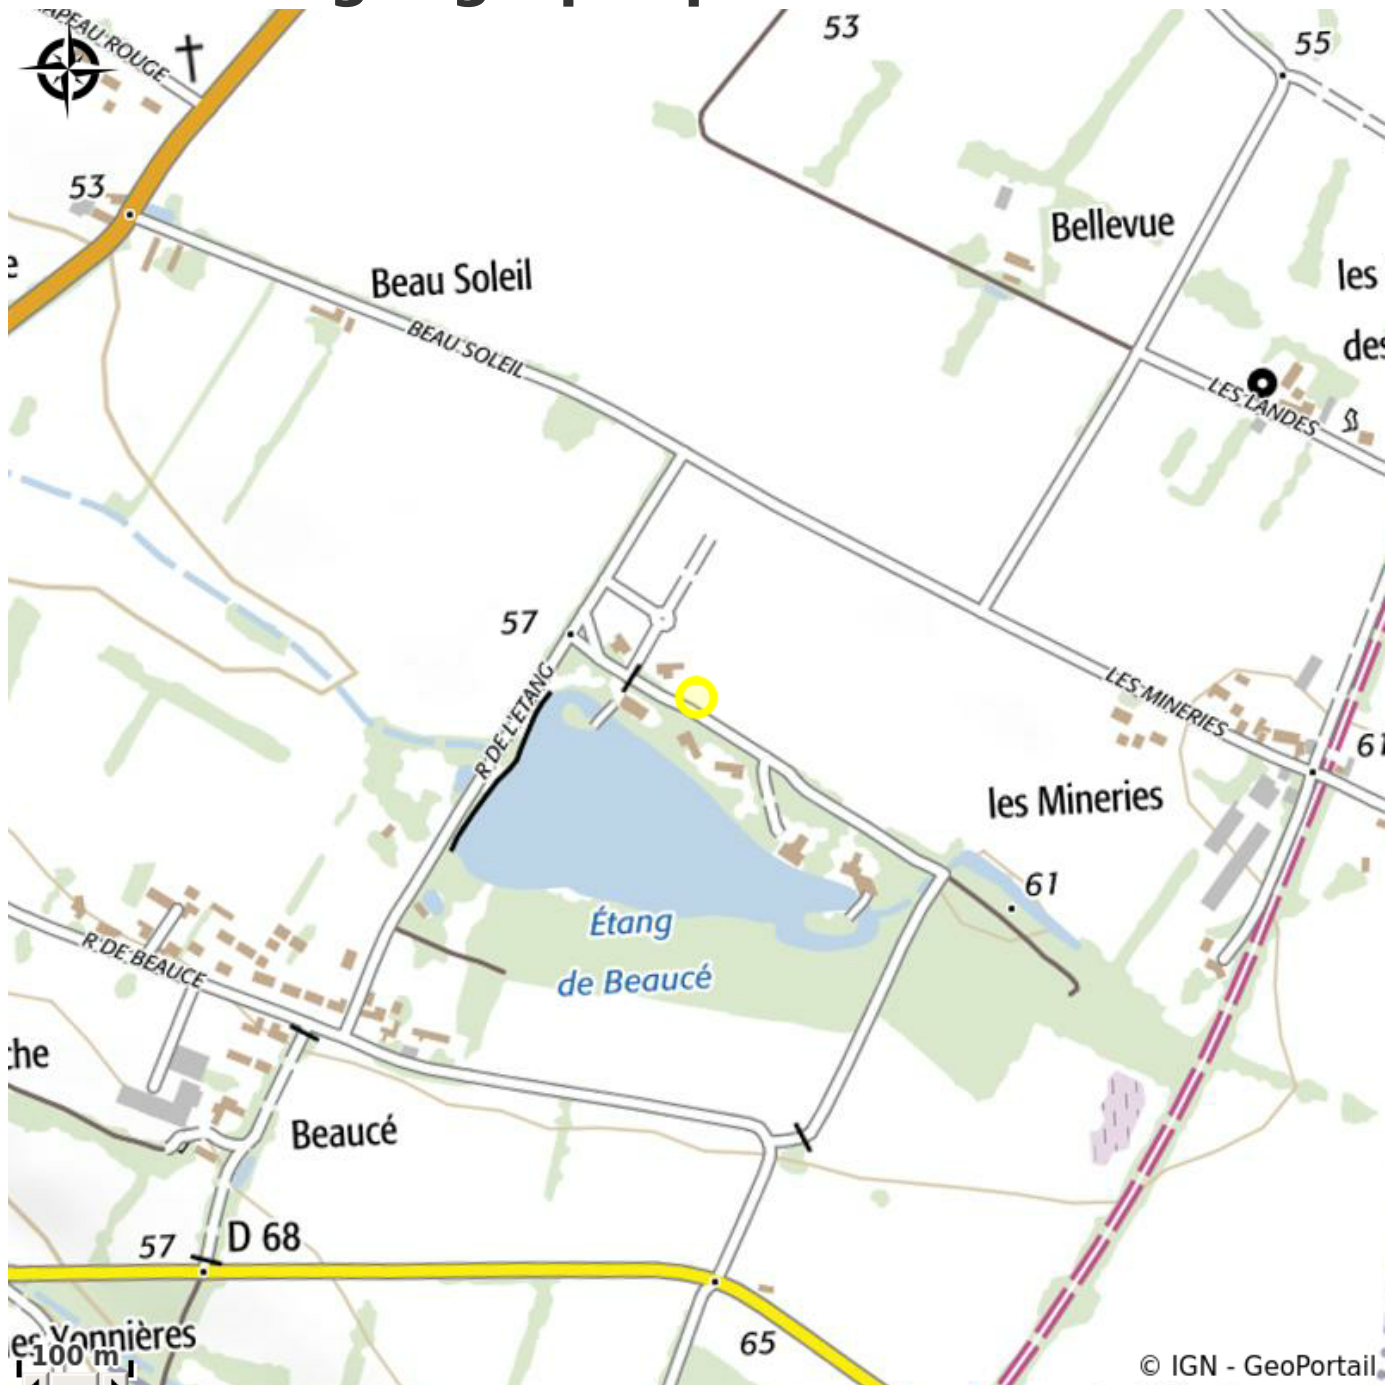 53
55
53
Bellevue
les
Beau Soleil
BEAU SOLEIL
LES LANDES
57
R DE L'ETANG
LES MINERIES
61
les Mineries
61
Étang
de Beaucé
R DE BEAUCE
Beaucé
D 68
57
65
100 m
© IGN - GeoPortail